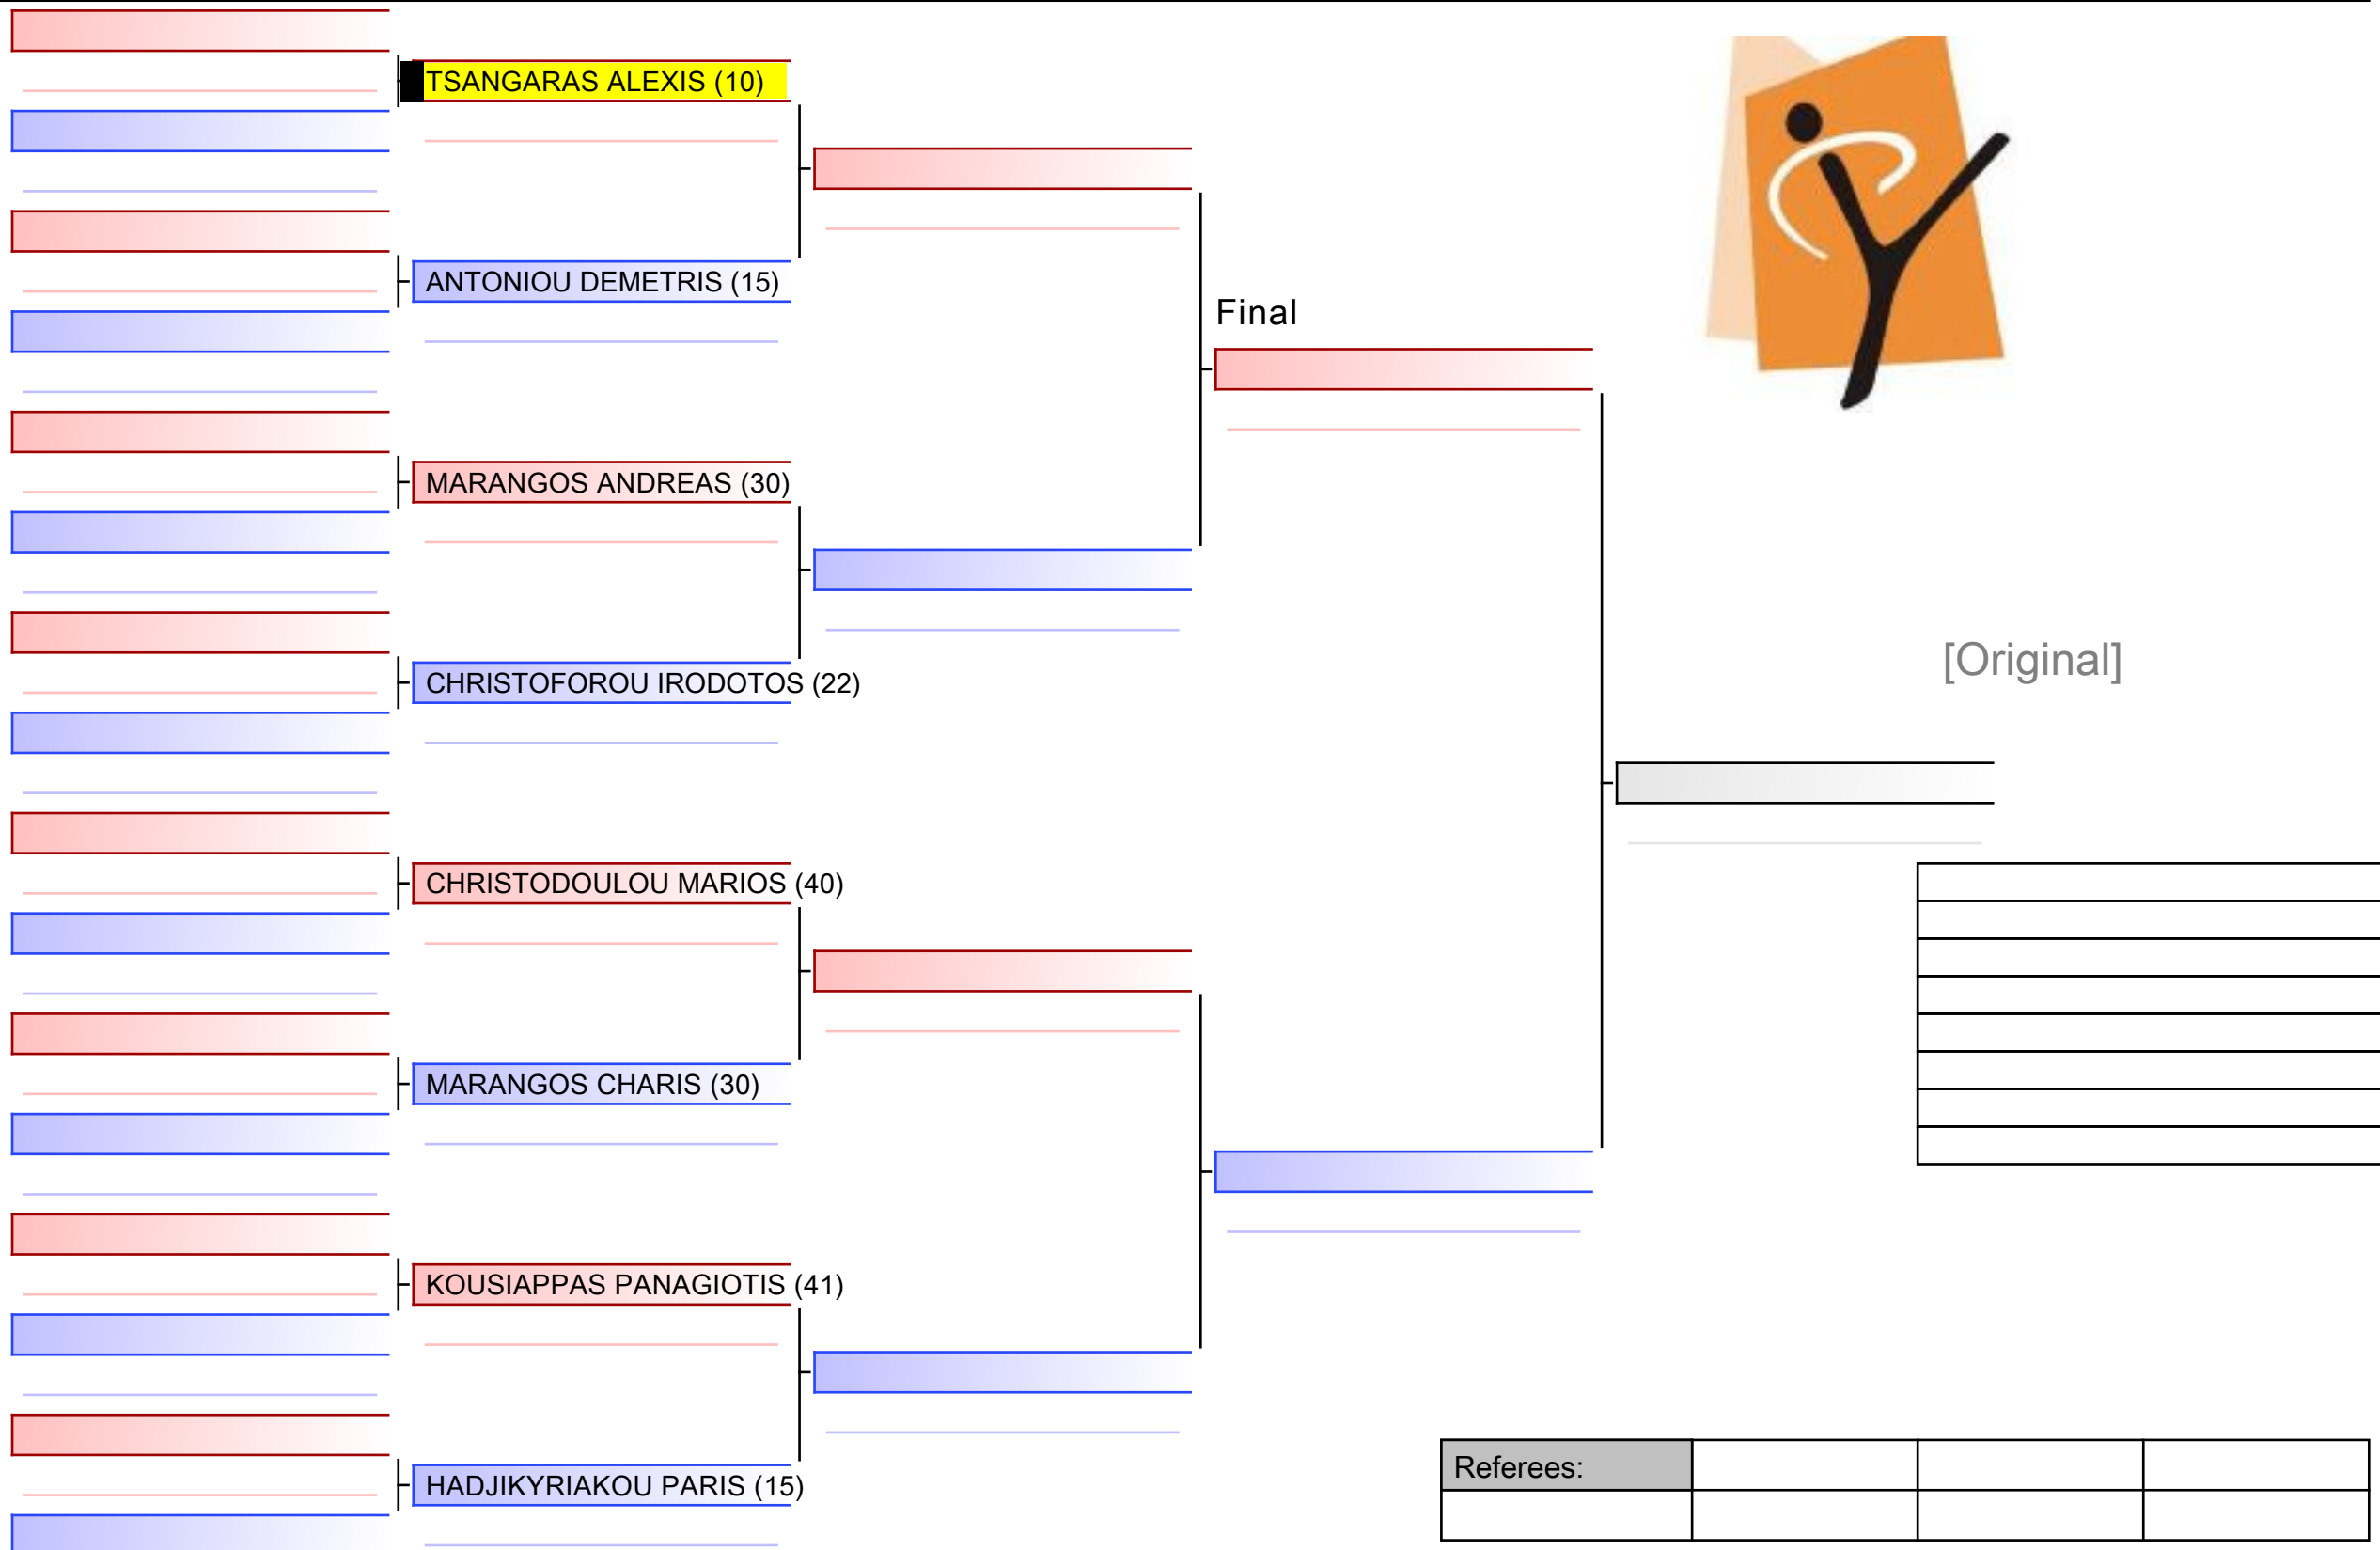 TSANGARAS ALEXIS (10)
ANTONIOU DEMETRIS (15)
Final
MARANGOS ANDREAS (30)
[Original]
CHRISTOFOROU IRODOTOS (22)
CHRISTODOULOU MARIOS (40)
MARANGOS CHARIS (30)
KOUSIAPPAS PANAGIOTIS (41)
HADJIKYRIAKOU PARIS (15)
Referees: